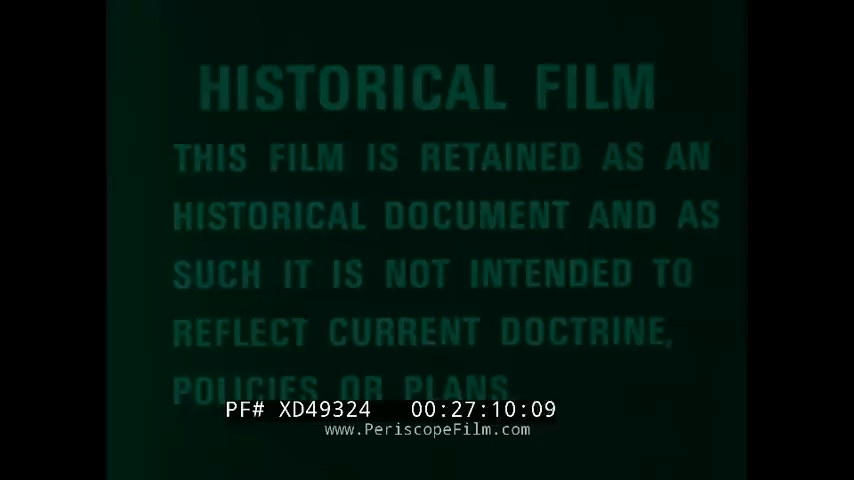 HISTORICAL FILM
THIS FILM IS RETAINED AS AN
HISTORICAL DOCUMENT AND AS
SUCH IT IS NOT INTENDED TO
REFLECT CURRENT DOCTRINE,
POLICIES OR PLANS
PF# XD49324 00:27:10:09
www.PeriscopeFilm.com